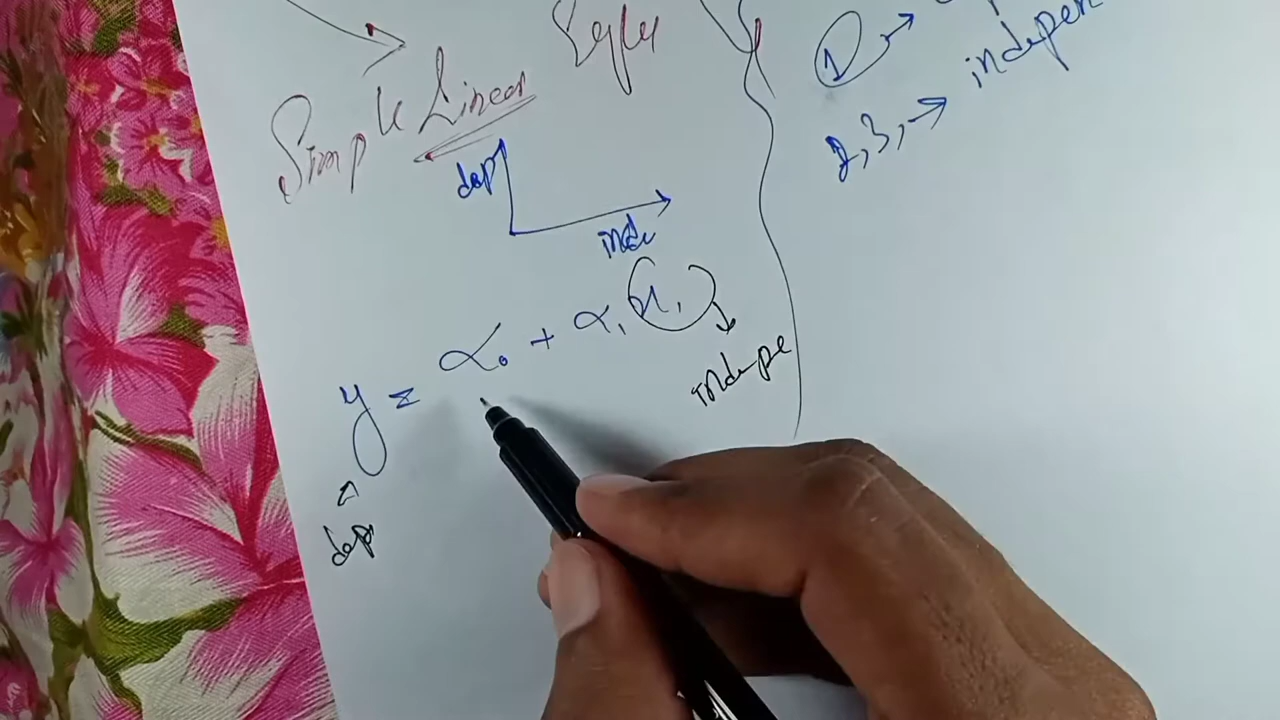 Simple Linear
dep
inde
y = α₀ + α₁ x₁
indepe
dep
1 →
2, 3, → indepen